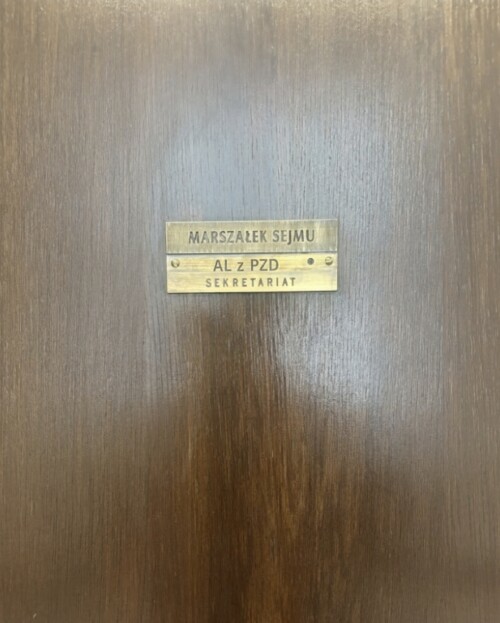 MARSZAŁEK SEJMU
AL z PZD
SEKRETARIAT